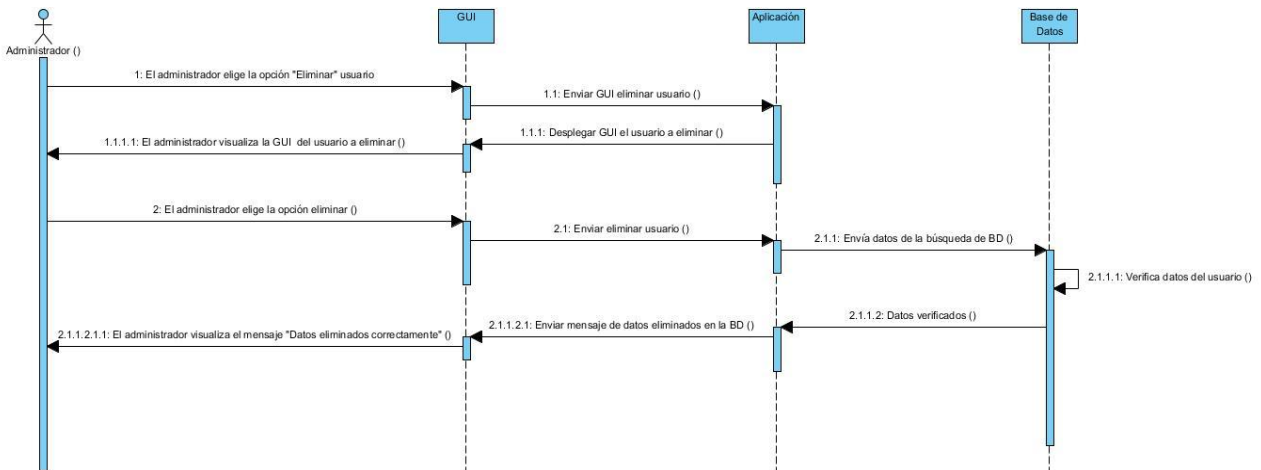 GUI
Aplicación
Base de
Datos
Administrador ()
1: El administrador elige la opción "Eliminar" usuario
1.1: Enviar GUI eliminar usuario ()
1.1.1: Desplegar GUI el usuario a eliminar ()
1.1.1.1: El administrador visualiza la GUI del usuario a eliminar ()
2: El administrador elige la opción eliminar ()
2.1: Enviar eliminar usuario ()
2.1.1: Envía datos de la búsqueda de BD ()
2.1.1.1: Verifica datos del usuario ()
2.1.1.2: Datos verificados ()
2.1.1.2.1: Enviar mensaje de datos eliminados en la BD ()
2.1.1.2.1.1: El administrador visualiza el mensaje "Datos eliminados correctamente" ()